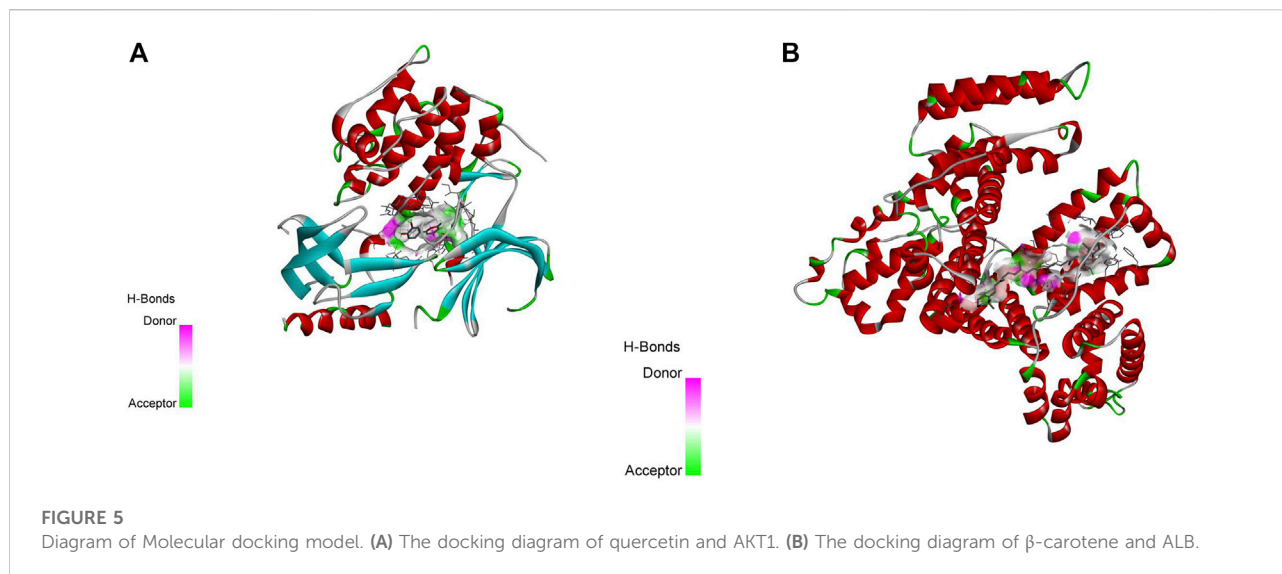 A
H-Bonds
Donor
Acceptor
B
H-Bonds
Donor
Acceptor
FIGURE 5
Diagram of Molecular docking model. (A) The docking diagram of quercetin and AKT1. (B) The docking diagram of β-carotene and ALB.